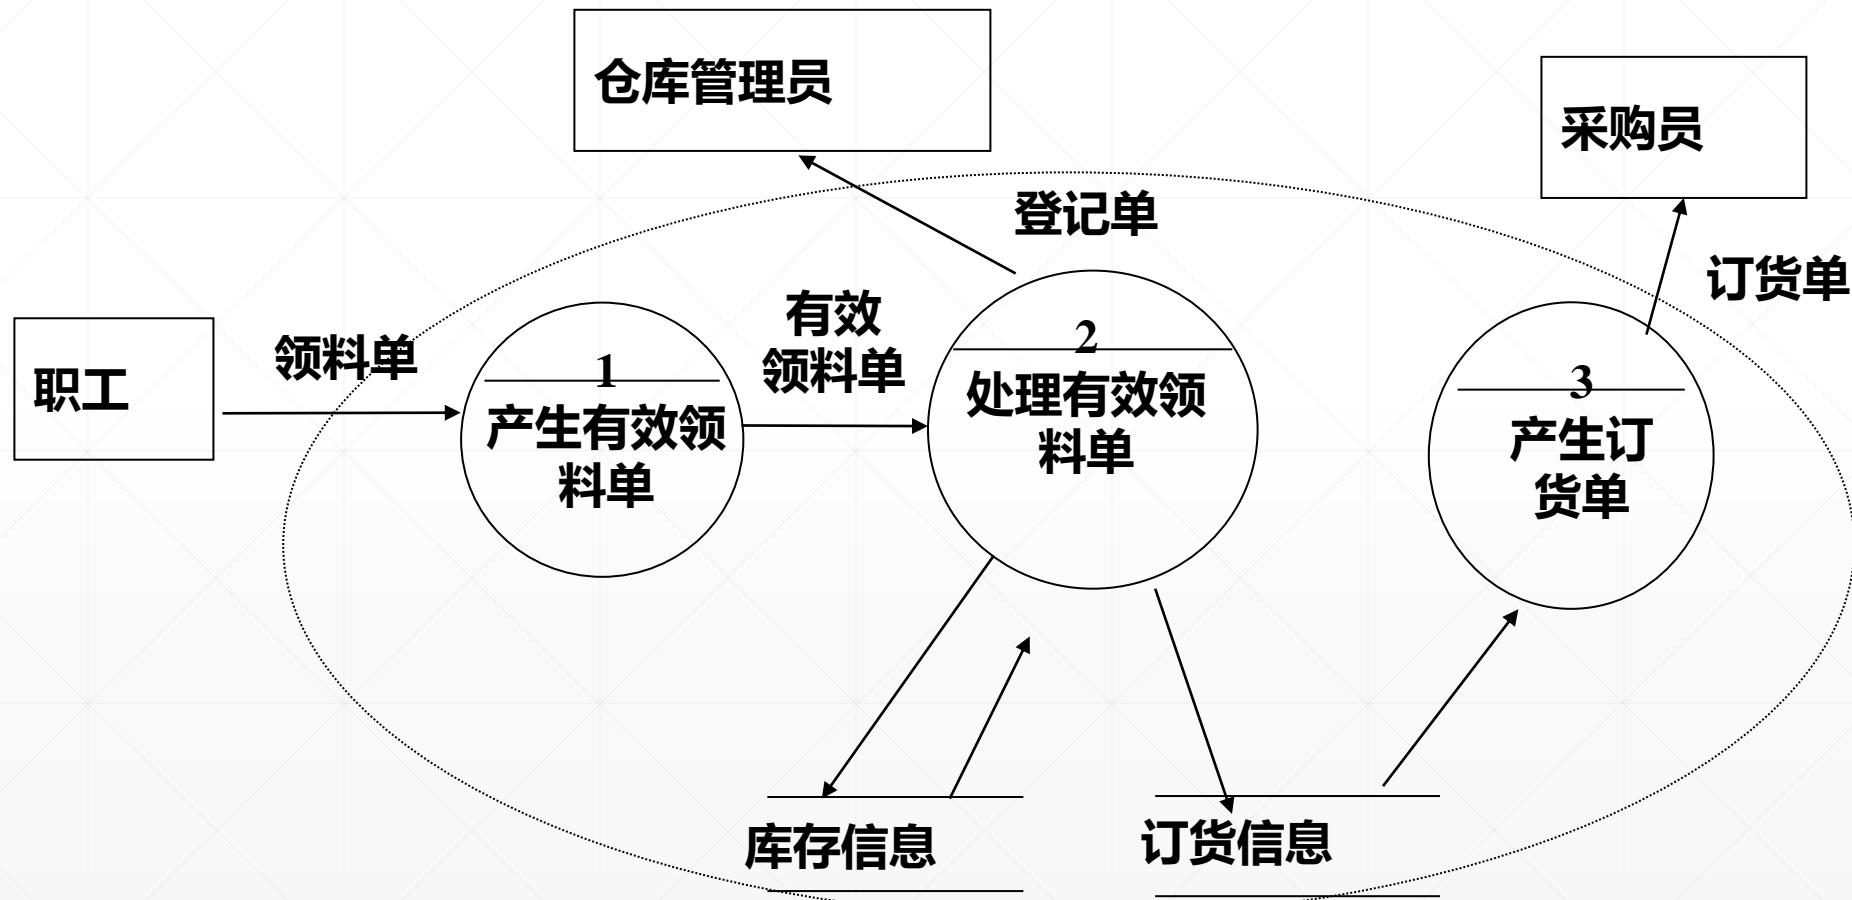 仓库管理员
采购员
登记单
订货单
职工
领料单
有效
领料单
1
产生有效领
料单
2
处理有效领
料单
3
产生订
货单
库存信息
订货信息